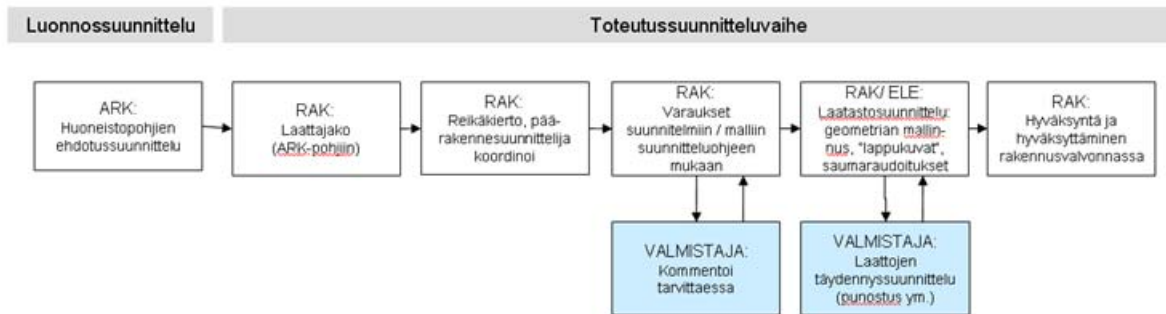 Luonnossuunnittelu
Toteutussuunnitteluvaihe
ARK:
Huoneistopohjien
ehdotussuunnittelu
RAK:
Laattajako
(ARK-pohjiin)
RAK:
Reikäkierto, pää-
rakennesuunnittelija
koordinoi
RAK:
Varaukset
suunnitelmiin / malliin
suunnitteluohjeen
mukaan
RAK/ ELE:
Laatastosuunnittelu:
geometrian mallin-
nus, "lappukuvat",
saumaraudoitukset
RAK:
Hyväksyntä ja
hyväksyttäminen
rakennusvalvonnassa
VALMISTAJA:
Kommentoi
tarvittaessa
VALMISTAJA:
Laattojen
täydennyssuunnittelu
(punostus ym.)